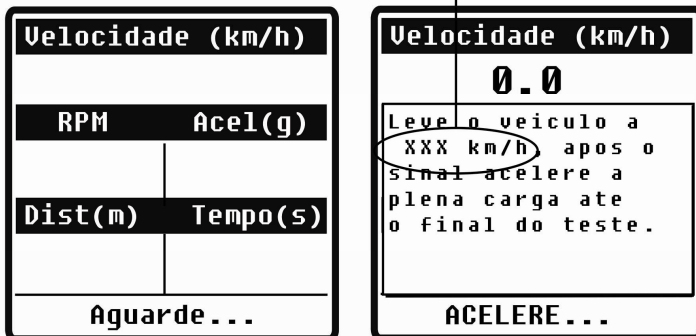 Velocidade (km/h)
RPM Acel(g)
Dist(m) Tempo(s)
Aguarde...
Velocidade (km/h)
0.0
Leve o veiculo a
XXX km/h, apos o
sinal acelere a
plena carga ate
o final do teste.
ACELERE...